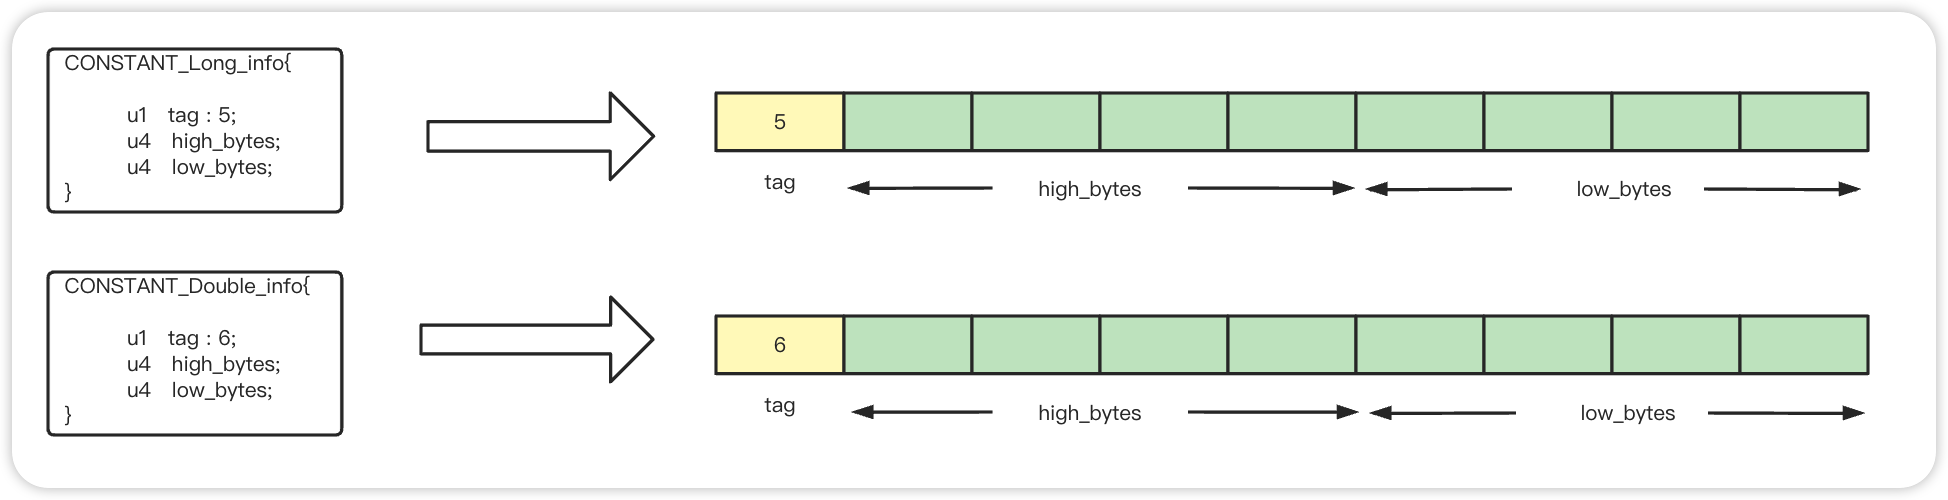 CONSTANT_Long_info{
u1 tag : 5;
u4 high_bytes;
u4 low_bytes;
}
5
tag
high_bytes
low_bytes
CONSTANT_Double_info{
u1 tag : 6;
u4 high_bytes;
u4 low_bytes;
}
6
tag
high_bytes
low_bytes